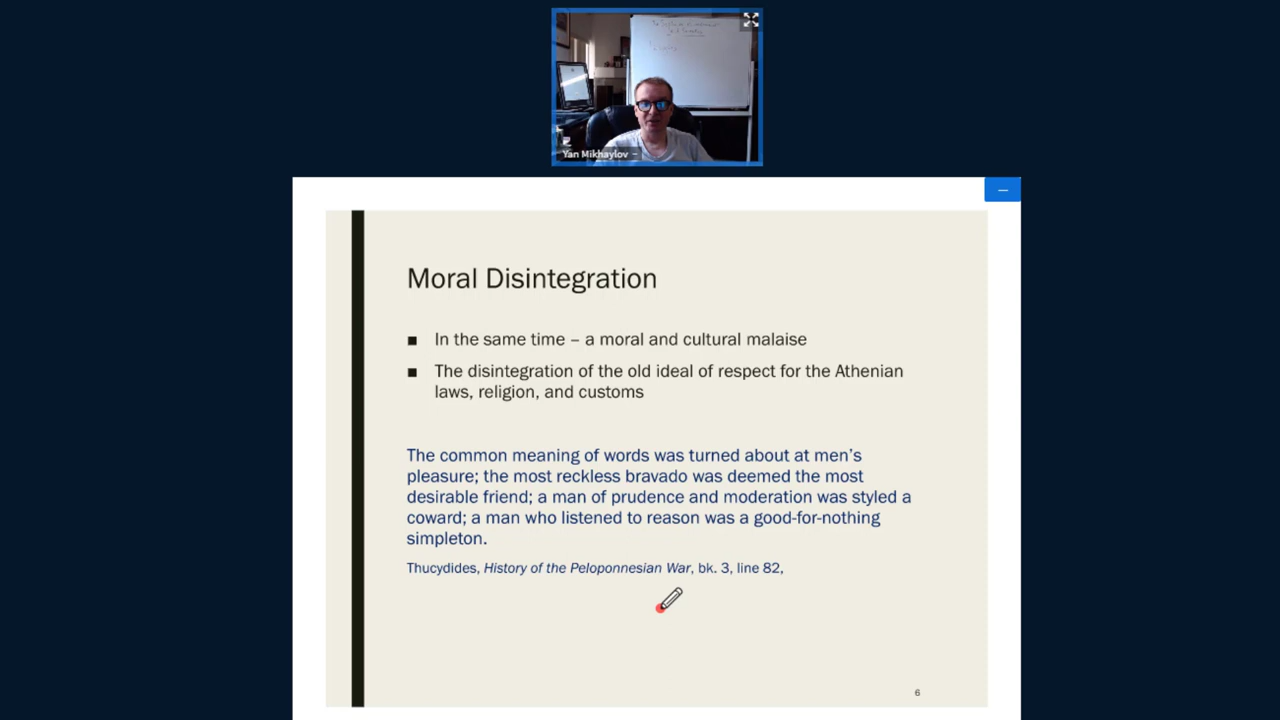 Yan Mikhaylov
Moral Disintegration
■ In the same time – a moral and cultural malaise
■ The disintegration of the old ideal of respect for the Athenian
laws, religion, and customs
The common meaning of words was turned about at men's
pleasure; the most reckless bravado was deemed the most
desirable friend; a man of prudence and moderation was styled a
coward; a man who listened to reason was a good-for-nothing
simpleton.
Thucydides, History of the Peloponnesian War, bk. 3, line 82,
6